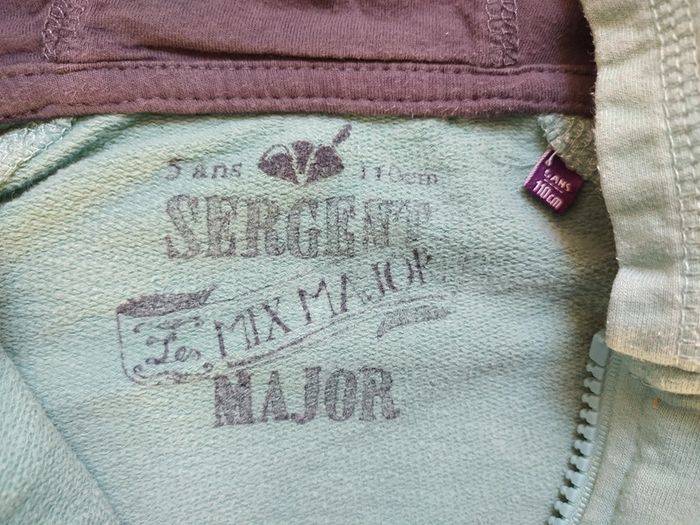 5 ans 110cm
SERGENT
Les MIX MAJOR
MAJOR
5 ANS
110cm